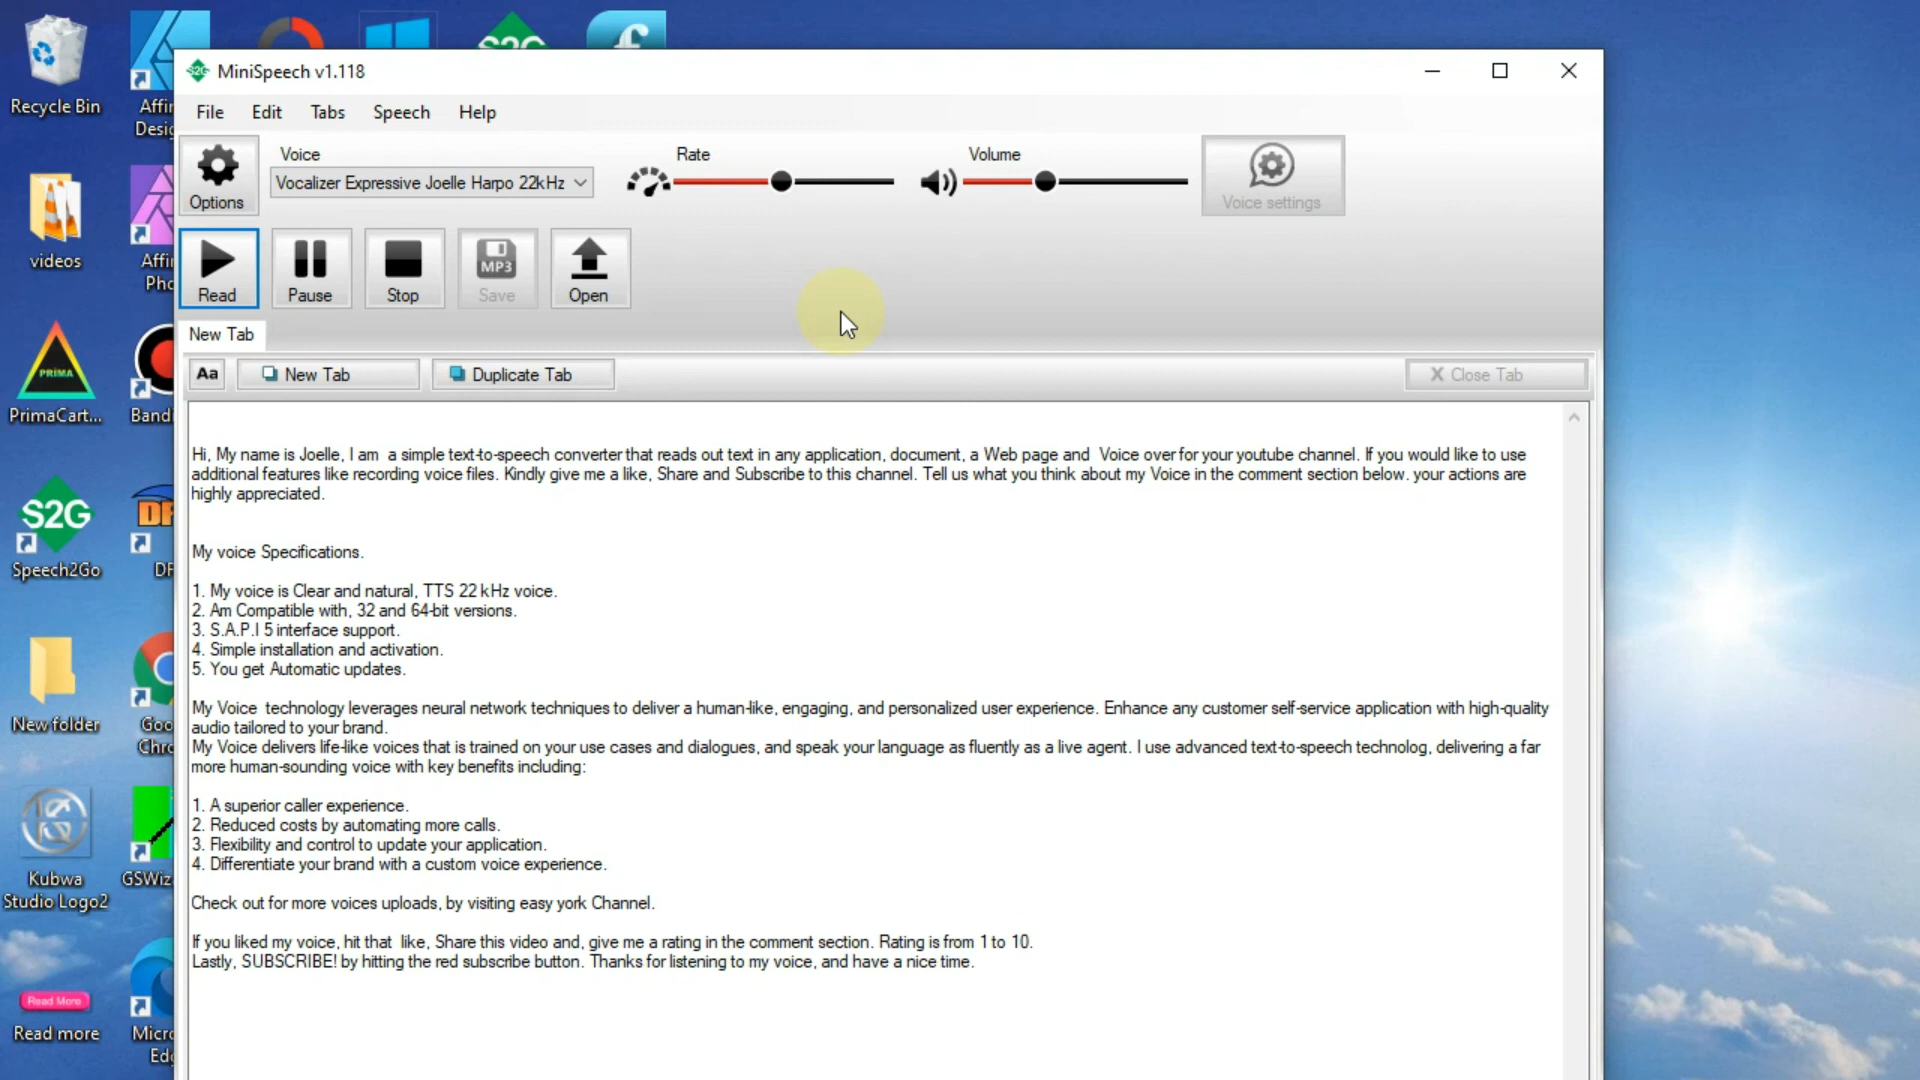 MiniSpeech v1.118
File Edit Tabs Speech Help
Options
Voice
Vocalizer Expressive Joelle Harpo 22kHz
Rate
Volume
Voice settings
Read
Pause
Stop
MP3
Save
Open
New Tab
Aa
New Tab
Duplicate Tab
X Close Tab
Hi, My name is Joelle, I am  a simple text-to-speech converter that reads out text in any application, document, a Web page and  Voice over for your youtube channel. If you would like to use
additional features like recording voice files. Kindly give me a like, Share and Subscribe to this channel. Tell us what you think about my Voice in the comment section below. your actions are
highly appreciated.
My voice Specifications.
1. My voice is Clear and natural, TTS 22 kHz voice.
2. Am Compatible with, 32 and 64-bit versions.
3. S.A.P.I 5 interface support.
4. Simple installation and activation.
5. You get Automatic updates.
My Voice  technology leverages neural network techniques to deliver a human-like, engaging, and personalized user experience. Enhance any customer self-service application with high-quality
audio tailored to your brand.
My Voice delivers life-like voices that is trained on your use cases and dialogues, and speak your language as fluently as a live agent. I use advanced text-to-speech technolog, delivering a far
more human-sounding voice with key benefits including:
1. A superior caller experience.
2. Reduced costs by automating more calls.
3. Flexibility and control to update your application.
4. Differentiate your brand with a custom voice experience.
Check out for more voices uploads, by visiting easy york Channel.
If you liked my voice, hit that  like, Share this video and, give me a rating in the comment section. Rating is from 1 to 10.
Lastly, SUBSCRIBE! by hitting the red subscribe button. Thanks for listening to my voice, and have a nice time.
Recycle Bin
videos
PRIMA
PrimaCart...
S2G
Speech2Go
New folder
Kubwa
Studio Logo2
Read More
Read more
Affin
Desig
Affin
Pho
Bandi
DF
DF
Goo
Chro
GSWiz
Micro
Edg
S2G